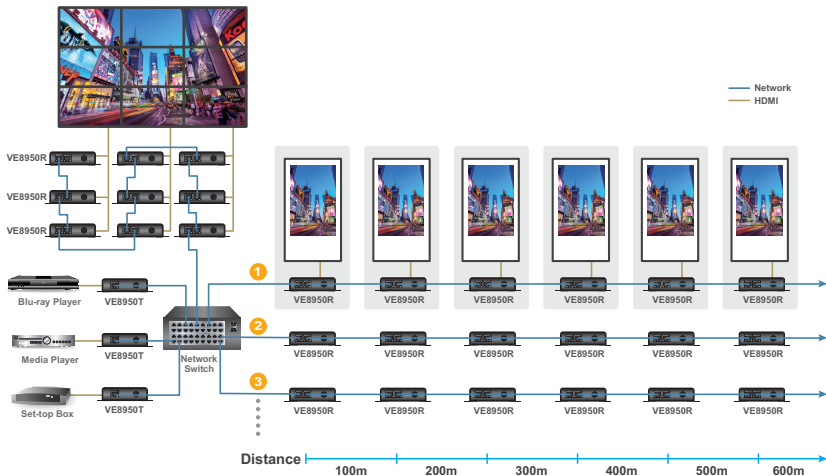 Network
HDMI
VE8950R
VE8950R
VE8950R
1
Blu-ray Player
VE8950T
VE8950R
VE8950R
VE8950R
VE8950R
VE8950R
VE8950R
2
Media Player
VE8950T
Network
Switch
VE8950R
VE8950R
VE8950R
VE8950R
VE8950R
VE8950R
3
Set-top Box
VE8950T
VE8950R
VE8950R
VE8950R
VE8950R
VE8950R
VE8950R
Distance
100m
200m
300m
400m
500m
600m